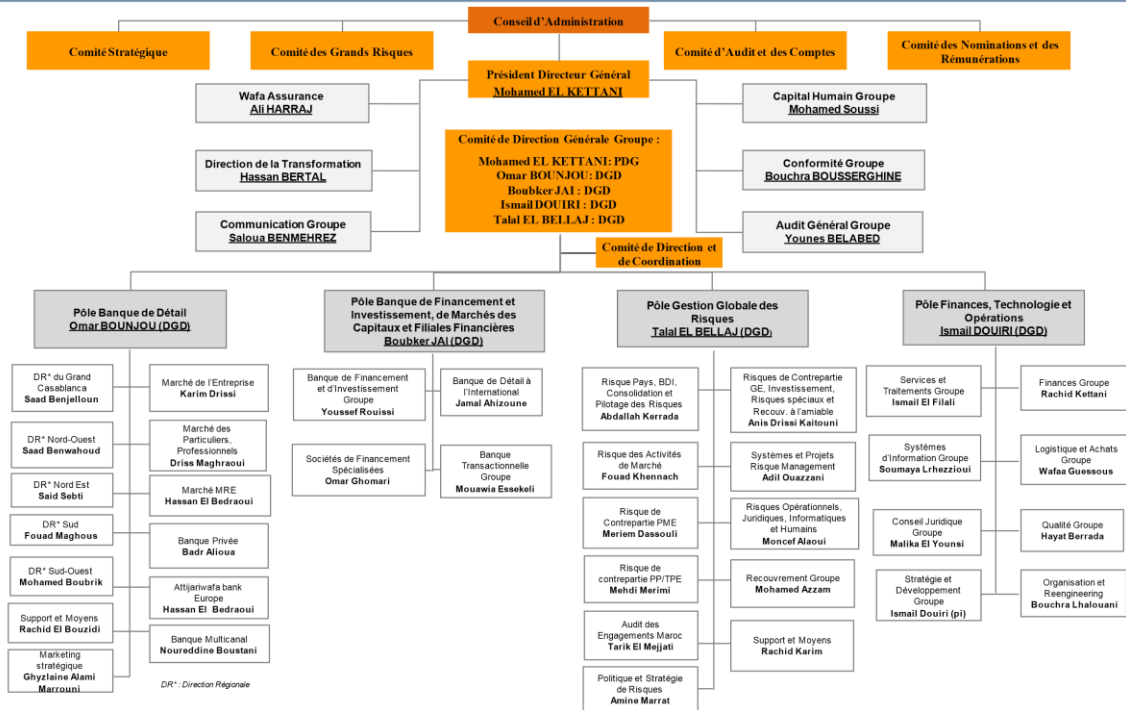 Conseil d'Administration
Comité Stratégique
Comité des Grands Risques
Comité d'Audit et des Comptes
Comité des Nominations et des
Rémunérations
Président Directeur Général
Mohamed EL KETTANI
Wafa Assurance
Ali HARRAJ
Capital Humain Groupe
Mohamed Soussi
Comité de Direction Générale Groupe :
Mohamed EL KETTANI: PDG
Omar BOUNJOU: DGD
Boubker JAI : DGD
Ismail DOUIRI : DGD
Talal EL BELLAJ : DGD
Direction de la Transformation
Hassan BERTAL
Conformité Groupe
Bouchra BOUSSERGHINE
Communication Groupe
Saloua BENMEHREZ
Audit Général Groupe
Younes BELABED
Comité de Direction et
de Coordination
Pôle Banque de Détail
Omar BOUNJOU (DGD)
Pôle Banque de Financement et
Investissement, de Marchés des
Capitaux et Filiales Financières
Boubker JAI (DGD)
Pôle Gestion Globale des
Risques
Talal EL BELLAJ (DGD)
Pôle Finances, Technologie et
Opérations
Ismail DOUIRI (DGD)
DR* du Grand
Casablanca
Saad Benjelloun
Marché de l'Entreprise
Karim Drissi
DR* Nord-Ouest
Saad Benwahoud
Marché des
Particuliers,
Professionnels
Driss Maghraoui
DR* Nord Est
Said Sebti
Marché MRE
Hassan El Bedraoui
DR* Sud
Fouad Maghous
Banque Privée
Badr Alioua
DR* Sud-Ouest
Mohamed Boubrik
Attijariwafa bank
Europe
Hassan El Bedraoui
Support et Moyens
Rachid El Bouzidi
Banque Multicanal
Noureddine Boustani
Marketing
stratégique
Ghyzlaine Alami
Marrouni
DR* : Direction Régionale
Banque de Financement
et d'Investissement
Groupe
Youssef Rouissi
Banque de Détail à
l'International
Jamal Ahizoune
Sociétés de Financement
Spécialisées
Omar Ghomari
Banque
Transactionnelle
Groupe
Mouawia Essekeli
Risque Pays, BDI,
Consolidation et
Pilotage des Risques
Abdallah Kerrada
Risques de Contrepartie
GE, Investissement,
Risques spéciaux et
Recouv. à l'amiable
Anis Drissi Kaitouni
Risque des Activités
de Marché
Fouad Khennach
Systèmes et Projets
Risk Management
Adil Ouazzani
Risque de
Contrepartie PME
Meriem Dassouli
Risques Opérationnels,
Juridiques, Informatiques
et Humains
Moncef Alaoui
Risque de
contrepartie PP/TPE
Mehdi Merimi
Recouvrement Groupe
Mohamed Azzam
Audit des
Engagements Maroc
Tarik El Mejjati
Support et Moyens
Rachid Karim
Politique et Stratégie
de Risques
Amine Marrat
Services et
Traitements Groupe
Ismail El Filali
Finances Groupe
Rachid Kettani
Systèmes
d'Information Groupe
Soumaya Lrhezzioui
Logistique et Achats
Groupe
Wafaa Guessous
Conseil Juridique
Groupe
Malika El Younsi
Qualité Groupe
Hayat Berrada
Stratégie et
Développement
Groupe
Ismail Douiri (pi)
Organisation et
Reengineering
Bouchra Lhalouani